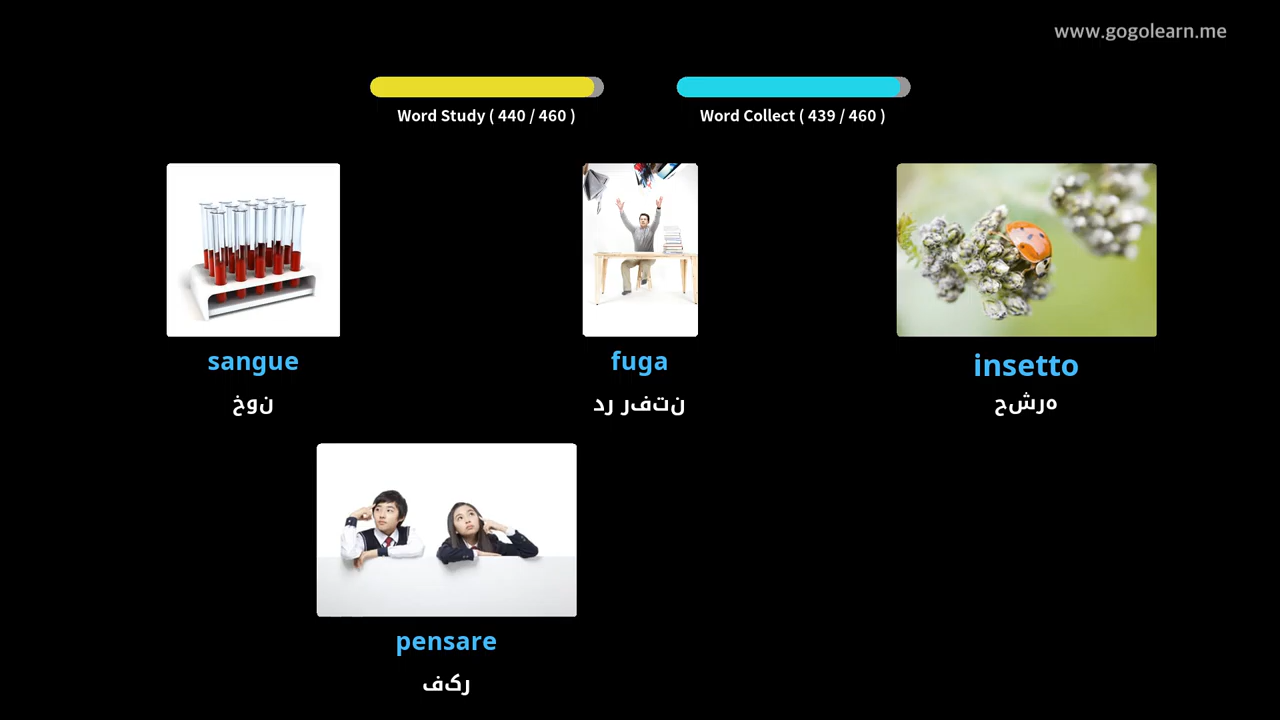 www.gogolearn.me
Word Study ( 440 / 460 )
Word Collect ( 439 / 460 )
sangue
نوخ
fuga
نتفر رد
insetto
هرشح
pensare
رکف